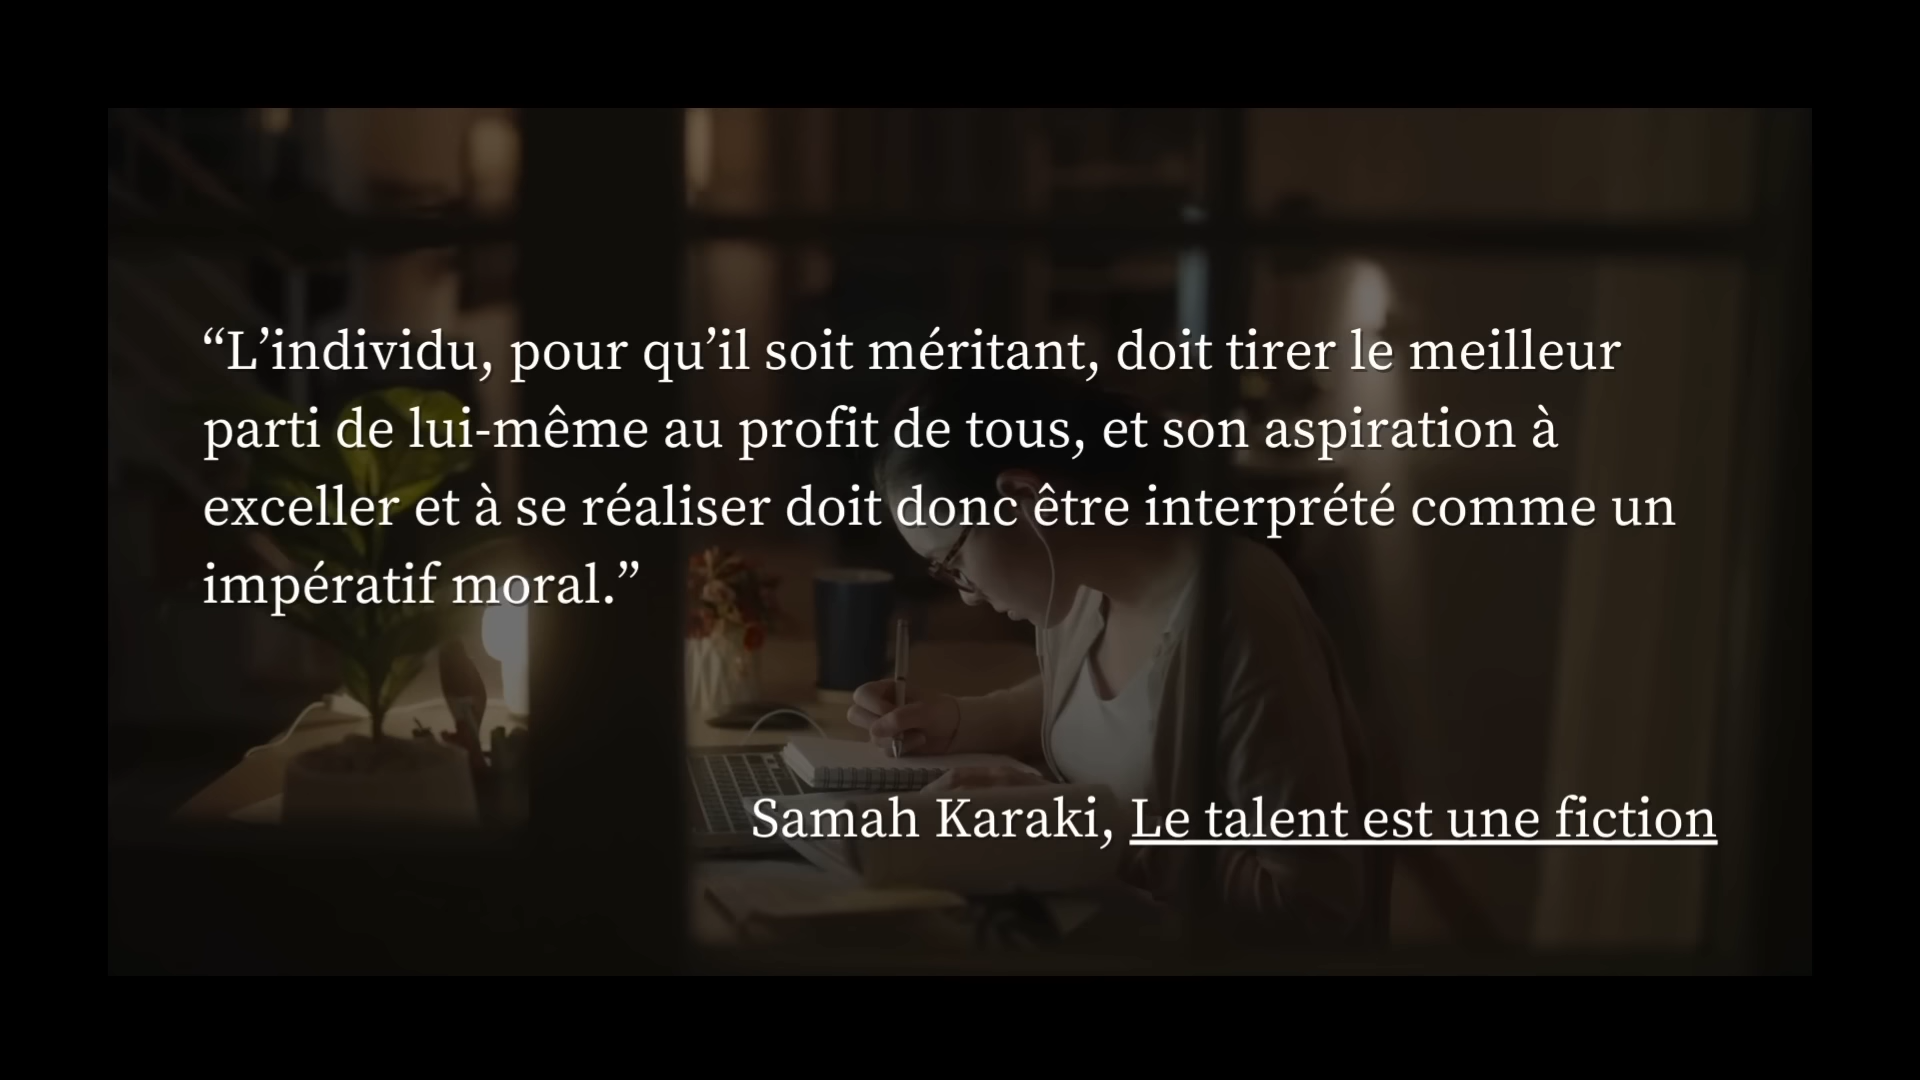 “L’individu, pour qu’il soit méritant, doit tirer le meilleur
parti de lui-même au profit de tous, et son aspiration à
exceller et à se réaliser doit donc être interprété comme un
impératif moral.”
Samah Karaki, Le talent est une fiction